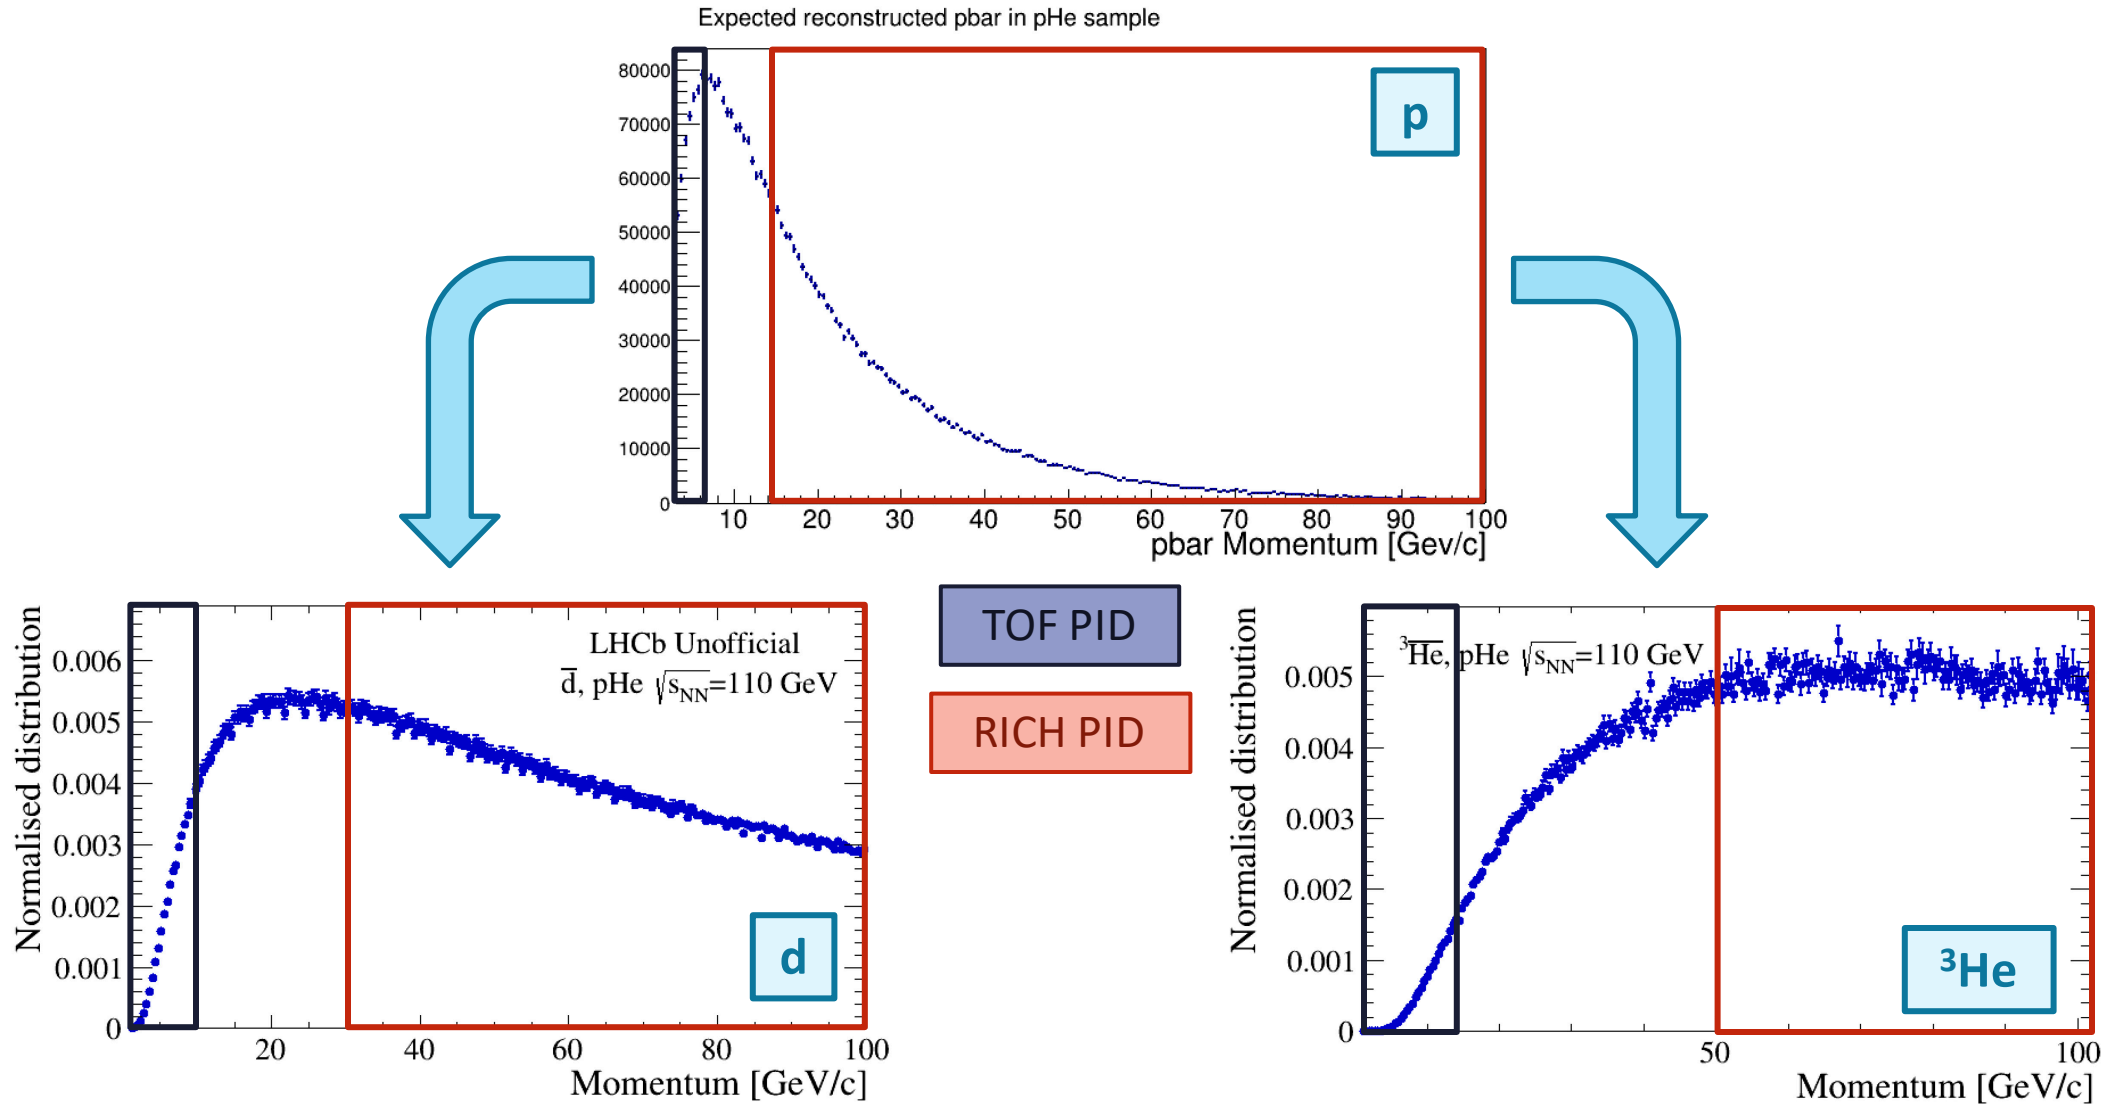 Expected reconstructed pbar in pHe sample
80000
70000
60000
50000
40000
30000
20000
10000
0
10 20 30 40 50 60 70 80 90 100
pbar Momentum [Gev/c]
p
TOF PID
RICH PID
Normalised distribution
0.006
0.005
0.004
0.003
0.002
0.001
0
LHCb Unofficial
d̅, pHe √s_NN=110 GeV
d
20 40 60 80 100
Momentum [GeV/c]
Normalised distribution
0.005
0.004
0.003
0.002
0.001
0
³H̅e̅, pHe √s_NN=110 GeV
³He
50 100
Momentum [GeV/c]